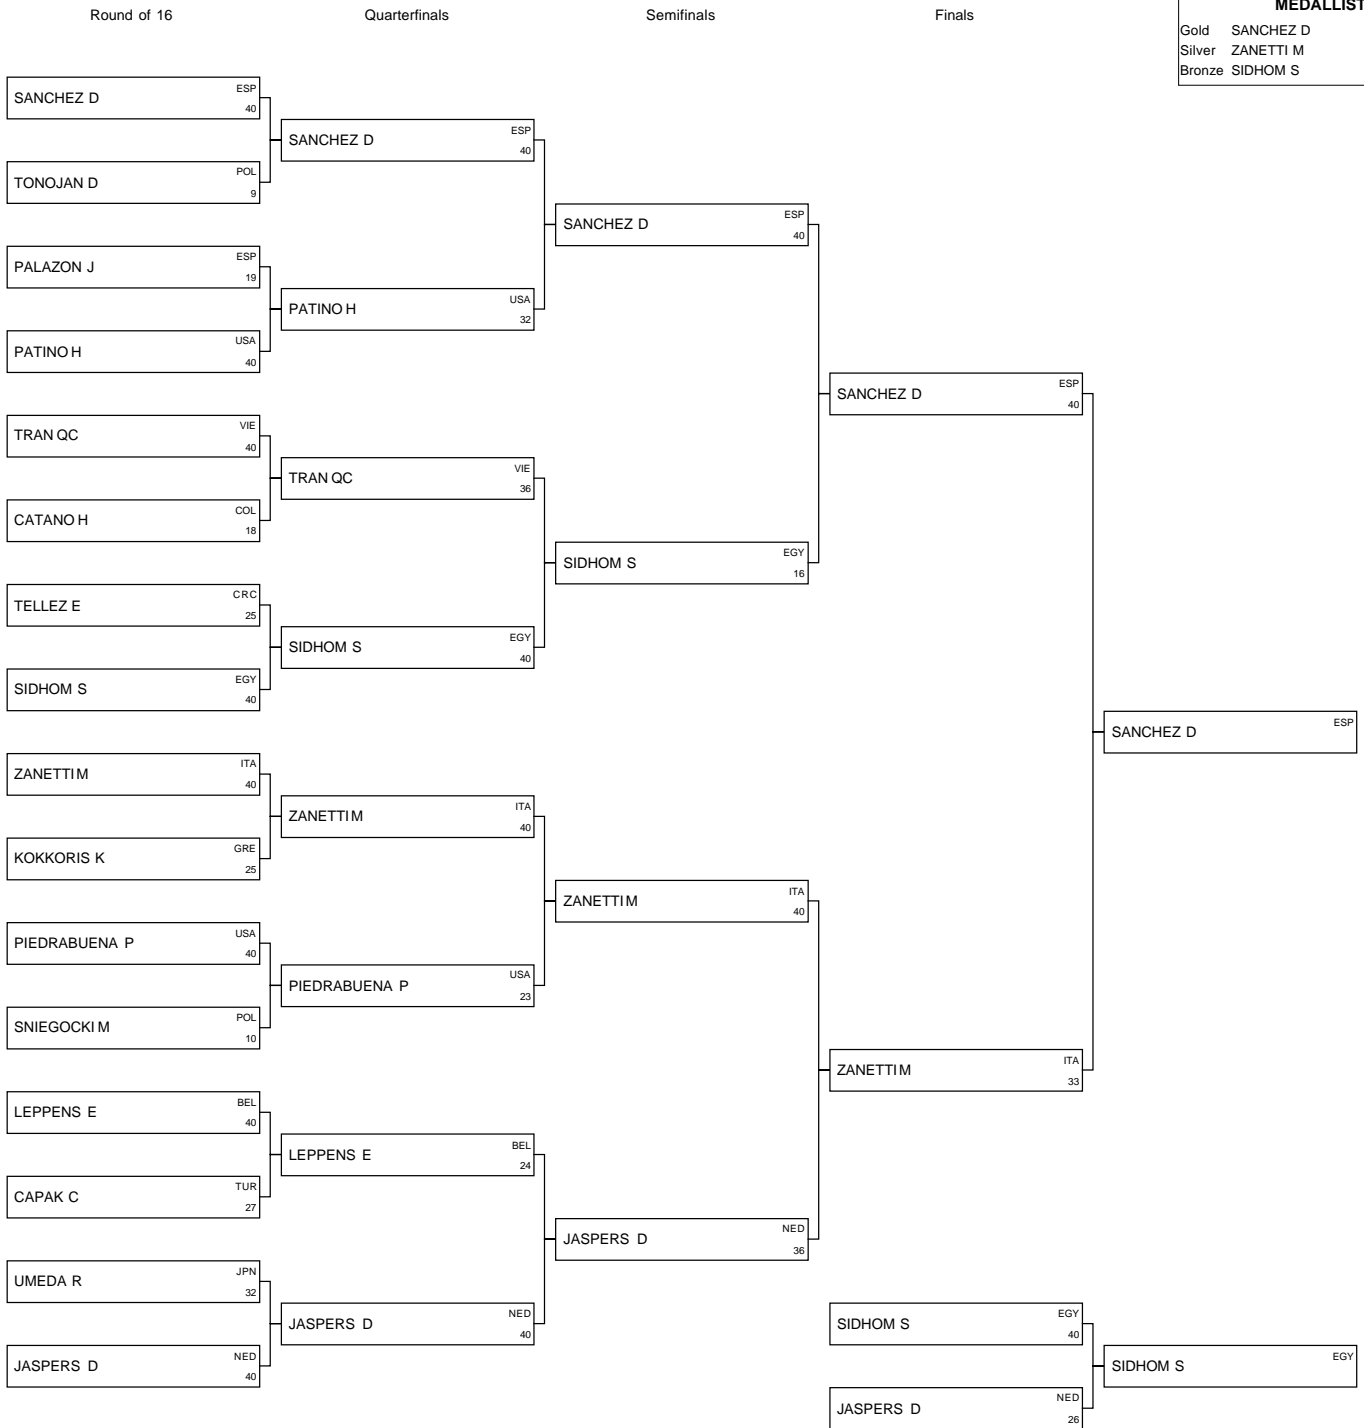 Round of 16
Quarterfinals
Semifinals
Finals
MEDALLIST
Gold SANCHEZ D
Silver ZANETTI M
Bronze SIDHOM S
SANCHEZ D ESP 40
TONOJAN D POL 9
PALAZON J ESP 19
PATINO H USA 40
TRAN QC VIE 40
CATANO H COL 18
TELLEZ E CRC 25
SIDHOM S EGY 40
ZANETTI M ITA 40
KOKKORIS K GRE 25
PIEDRABUENA P USA 40
SNIEGOCKI M POL 10
LEPPENS E BEL 40
CAPAK C TUR 27
UMEDA R JPN 32
JASPERS D NED 40
SANCHEZ D ESP 40
PATINO H USA 32
TRAN QC VIE 36
SIDHOM S EGY 40
ZANETTI M ITA 40
PIEDRABUENA P USA 23
LEPPENS E BEL 24
JASPERS D NED 40
SANCHEZ D ESP 40
SIDHOM S EGY 16
ZANETTI M ITA 40
JASPERS D NED 36
SANCHEZ D ESP 40
ZANETTI M ITA 33
SANCHEZ D ESP
SIDHOM S EGY 40
JASPERS D NED 26
SIDHOM S EGY